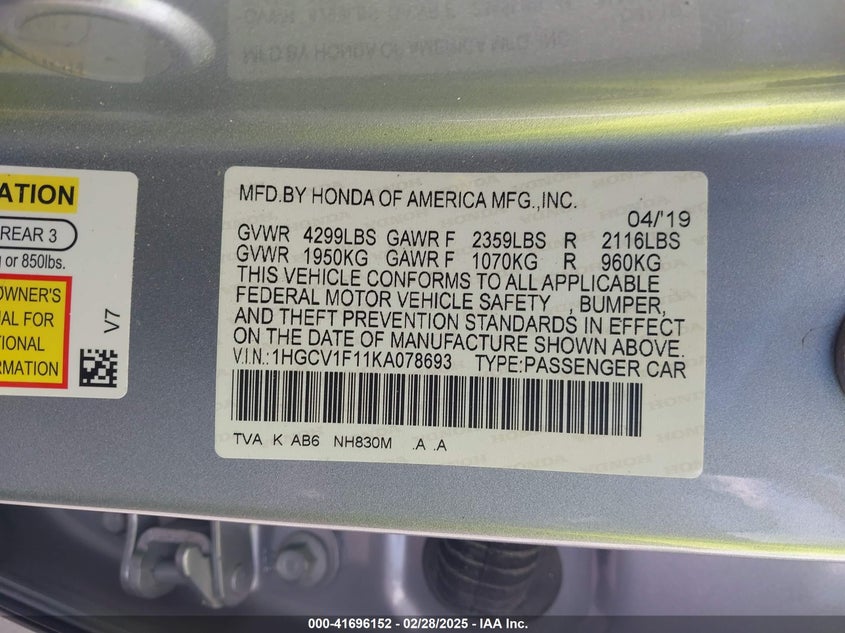 ATION
REAR 3
or 850lbs.
OWNER'S
AL FOR
TIONAL
RMATION
V7
MFD.BY HONDA OF AMERICA MFG.,INC.
04/'19
GVWR 4299LBS GAWR F 2359LBS R 2116LBS
GVWR 1950KG GAWR F 1070KG R 960KG
THIS VEHICLE CONFORMS TO ALL APPLICABLE
FEDERAL MOTOR VEHICLE SAFETY , BUMPER,
AND THEFT PREVENTION STANDARDS IN EFFECT
ON THE DATE OF MANUFACTURE SHOWN ABOVE.
V.I.N.:1HGCV1F11KA078693 TYPE:PASSENGER CAR
TVA K AB6 NH830M .A .A
000-41696152 — 02/28/2025 — IAA Inc.